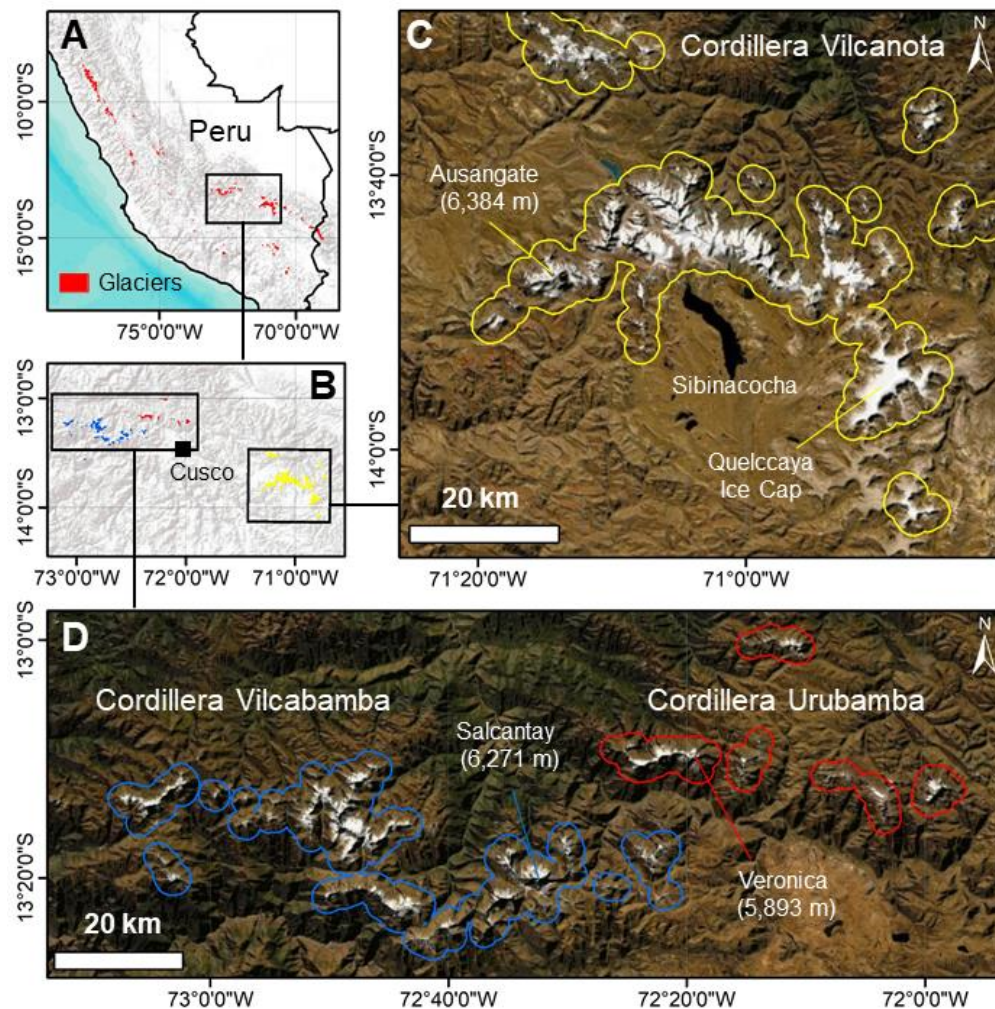 A
Peru
10°0'0"S
15°0'0"S
Glaciers
75°0'0"W
70°0'0"W
B
13°0'0"S
14°0'0"S
Cusco
73°0'0"W
72°0'0"W
71°0'0"W
C
Cordillera Vilcanota
N
13°40'0"S
14°0'0"S
Ausangate
(6,384 m)
Sibinacocha
Quelccaya
Ice Cap
20 km
71°20'0"W
71°0'0"W
D
N
13°0'0"S
13°20'0"S
Cordillera Vilcabamba
Cordillera Urubamba
Salcantay
(6,271 m)
Veronica
(5,893 m)
20 km
73°0'0"W
72°40'0"W
72°20'0"W
72°0'0"W